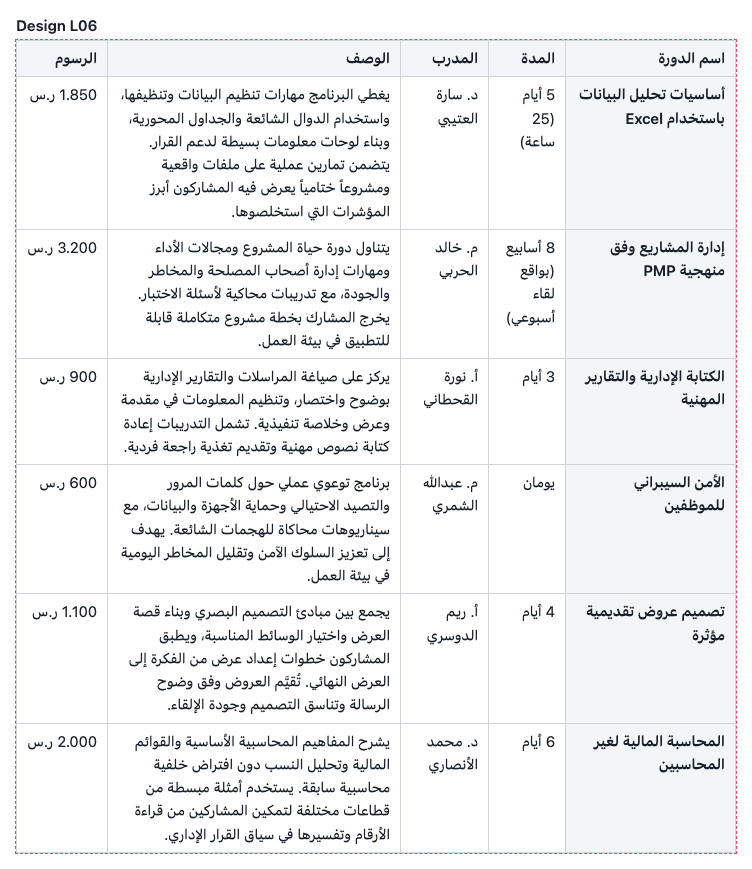 Design L06
اسم الدورة	المدة	المدرب	الوصف	الرسوم
أساسيات تحليل البيانات
باستخدام Excel
5 أيام
(25
ساعة)
د. سارة
العتيبي
يغطي البرنامج مهارات تنظيم البيانات وتنظيفها،
واستخدام الدوال الشائعة والجداول المحورية،
وبناء لوحات معلومات بسيطة لدعم القرار.
يتضمن تمارين عملية على ملفات واقعية
ومشروعاً ختامياً يعرض فيه المشاركون أبرز
المؤشرات التي استخلصوها.
1.850 ر.س
إدارة المشاريع وفق
منهجية PMP
8 أسابيع
(بواقع
لقاء
أسبوعي)
م. خالد
الحربي
يتناول دورة حياة المشروع ومجالات الأداء
ومهارات إدارة أصحاب المصلحة والمخاطر
والجودة، مع تدريبات محاكية لأسئلة الاختبار.
يخرج المشارك بخطة مشروع متكاملة قابلة
للتطبيق في بيئة العمل.
3.200 ر.س
الكتابة الإدارية والتقارير
المهنية
3 أيام
أ. نورة
القحطاني
يركز على صياغة المراسلات والتقارير الإدارية
بوضوح واختصار، وتنظيم المعلومات في مقدمة
وعرض وخلاصة تنفيذية. تشمل التدريبات إعادة
كتابة نصوص مهنية وتقديم تغذية راجعة فردية.
900 ر.س
الأمن السيبراني
للموظفين
يومان
م. عبدالله
الشمري
برنامج توعوي عملي حول كلمات المرور
والتصيد الاحتيالي وحماية الأجهزة والبيانات، مع
سيناريوهات محاكاة للهجمات الشائعة. يهدف
إلى تعزيز السلوك الآمن وتقليل المخاطر اليومية
في بيئة العمل.
600 ر.س
تصميم عروض تقديمية
مؤثرة
4 أيام
أ. ريم
الدوسري
يجمع بين مبادئ التصميم البصري وبناء قصة
العرض واختيار الوسائط المناسبة، ويطبق
المشاركون خطوات إعداد عرض من الفكرة إلى
العرض النهائي. تُقيَّم العروض وفق وضوح
الرسالة وتناسق التصميم وجودة الإلقاء.
1.100 ر.س
المحاسبة المالية لغير
المحاسبين
6 أيام
د. محمد
الأنصاري
يشرح المفاهيم المحاسبية الأساسية والقوائم
المالية وتحليل النسب دون افتراض خلفية
محاسبية سابقة. يستخدم أمثلة مبسطة من
قطاعات مختلفة لتمكين المشاركين من قراءة
الأرقام وتفسيرها في سياق القرار الإداري.
2.000 ر.س